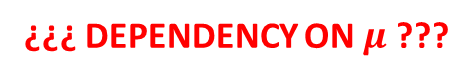 ¿¿¿ DEPENDENCY ON 𝝁 ???